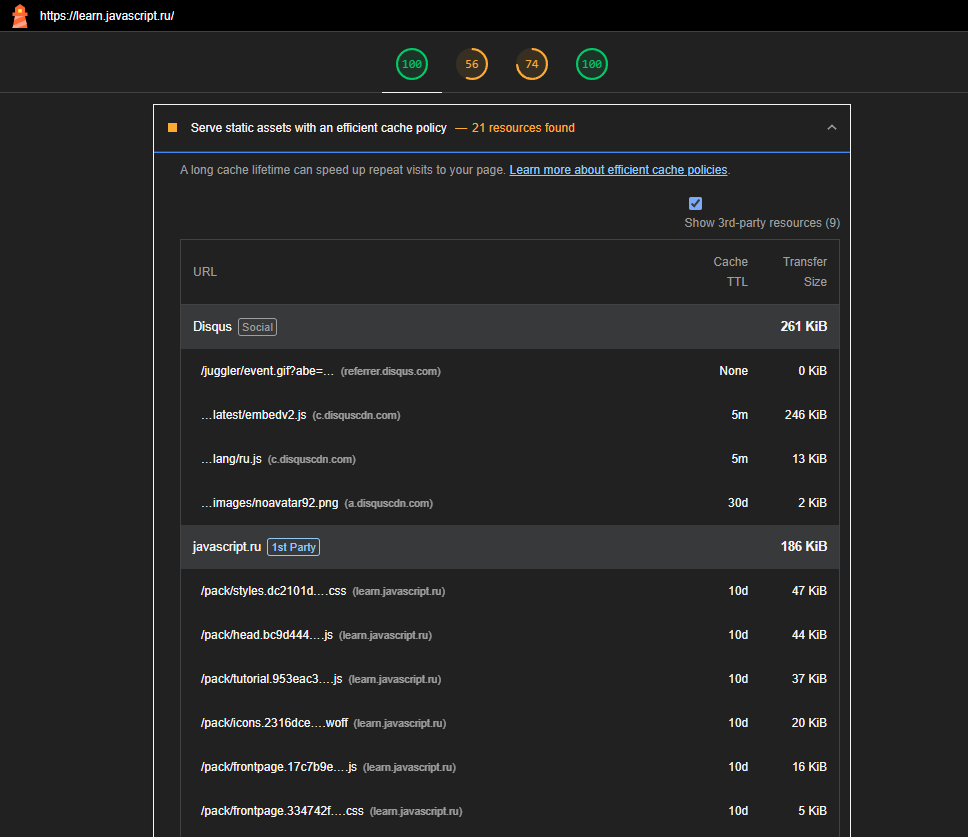 https://learn.javascript.ru/
100 56 74 100
Serve static assets with an efficient cache policy — 21 resources found
A long cache lifetime can speed up repeat visits to your page. Learn more about efficient cache policies.
Show 3rd-party resources (9)
URL Cache TTL Transfer Size
Disqus Social 261 KiB
/juggler/event.gif?abe=… (referrer.disqus.com) None 0 KiB
…latest/embedv2.js (c.disquscdn.com) 5m 246 KiB
…lang/ru.js (c.disquscdn.com) 5m 13 KiB
…images/noavatar92.png (a.disquscdn.com) 30d 2 KiB
javascript.ru 1st Party 186 KiB
/pack/styles.dc2101d….css (learn.javascript.ru) 10d 47 KiB
/pack/head.bc9d444….js (learn.javascript.ru) 10d 44 KiB
/pack/tutorial.953eac3….js (learn.javascript.ru) 10d 37 KiB
/pack/icons.2316dce….woff (learn.javascript.ru) 10d 20 KiB
/pack/frontpage.17c7b9e….js (learn.javascript.ru) 10d 16 KiB
/pack/frontpage.334742f….css (learn.javascript.ru) 10d 5 KiB